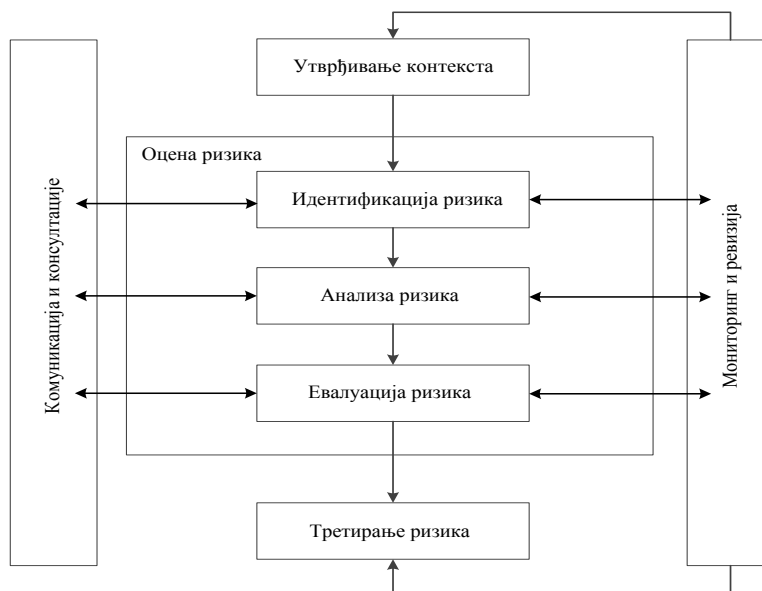 Утврђивање контекста
Оцена ризика
Идентификација ризика
Анализа ризика
Евалуација ризика
Третирање ризика
Комуникација и консултације
Мониторинг и ревизија